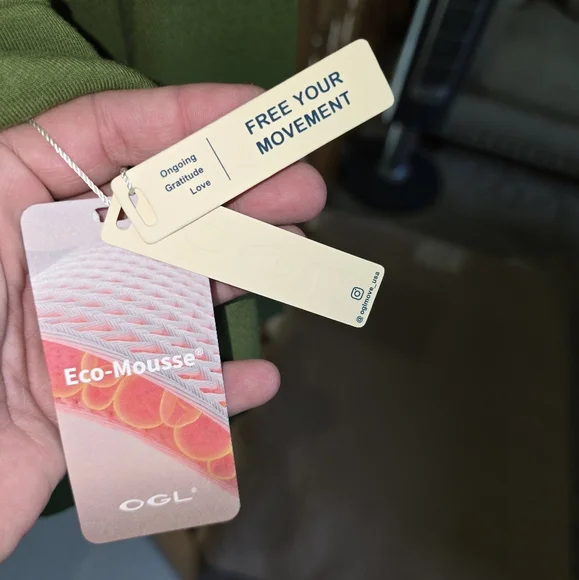 FREE YOUR
MOVEMENT
Ongoing
Gratitude
Love
@oglmove_usa
Eco-Mousse®
OGL®